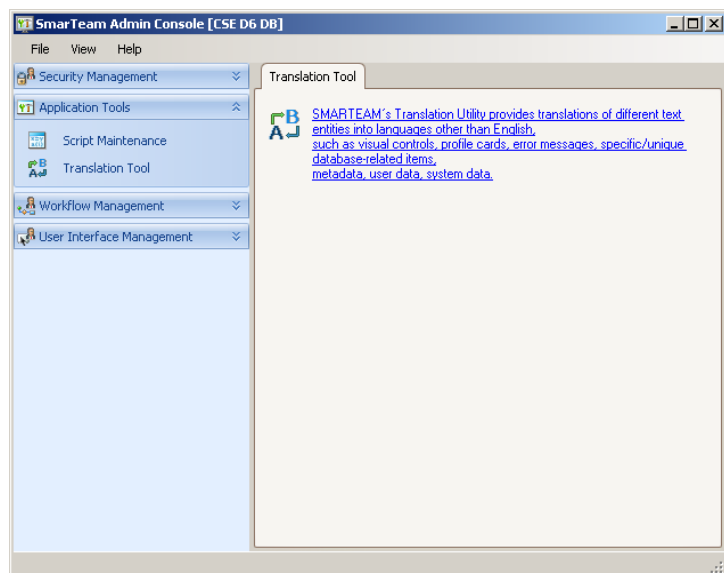 SmarTeam Admin Console [CSE D6 DB]
File View Help
Security Management
Application Tools
Script Maintenance
Translation Tool
Workflow Management
User Interface Management
Translation Tool
SMARTEAM´s Translation Utility provides translations of different text
entities into languages other than English,
such as visual controls, profile cards, error messages, specific/unique
database-related items,
metadata, user data, system data.